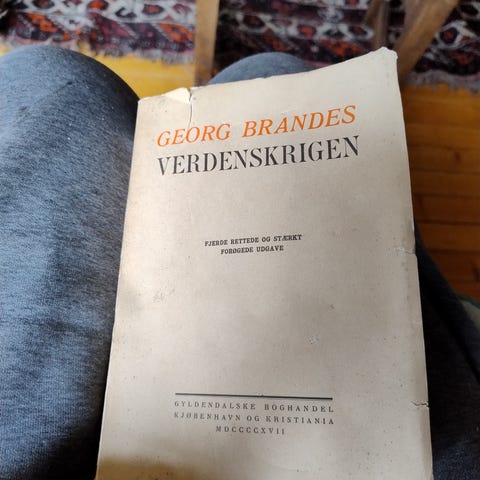 GEORG BRANDES
VERDENSKRIGEN
FJERDE RETTEDE OG STÆRKT
FORØGEDE UDGAVE
GYLDENDALSKE BOGHANDEL
KJØBENHAVN OG KRISTIANIA
MDCCCCXVII